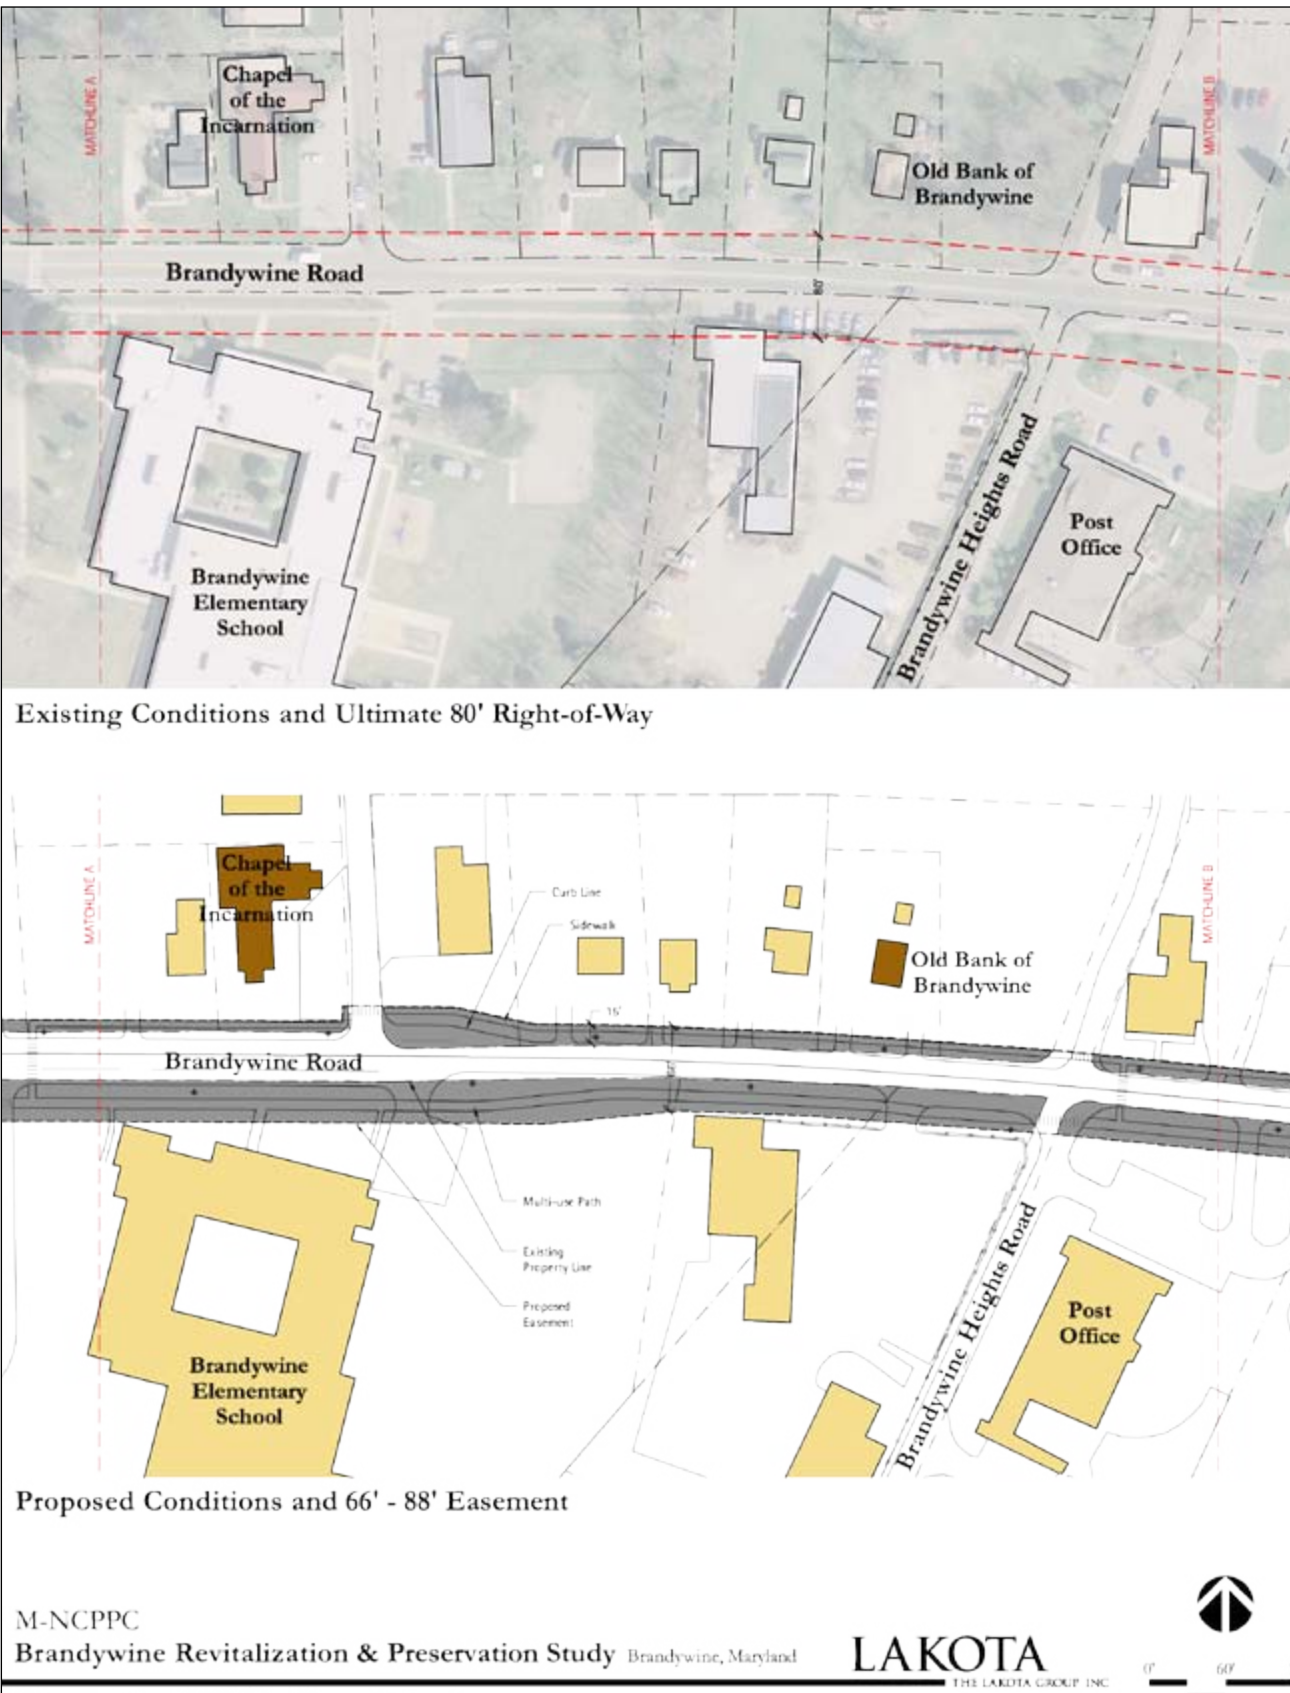 MATCHLINE A
Chapel
of the
Incarnation
Old Bank of
Brandywine
MATCHLINE B
Brandywine Road
80'
Brandywine Heights Road
Post
Office
Brandywine
Elementary
School
Existing Conditions and Ultimate 80' Right-of-Way
MATCHLINE A
Chapel
of the
Incarnation
Curb Line
Sidewalk
Old Bank of
Brandywine
MATCHLINE B
Brandywine Road
Multi-use Path
Existing
Property Line
Proposed
Easement
Brandywine Heights Road
Post
Office
Brandywine
Elementary
School
Proposed Conditions and 66' - 88' Easement
M-NCPPC
Brandywine Revitalization & Preservation Study Brandywine, Maryland
LAKOTA
THE LAKOTA GROUP INC
0' 60'